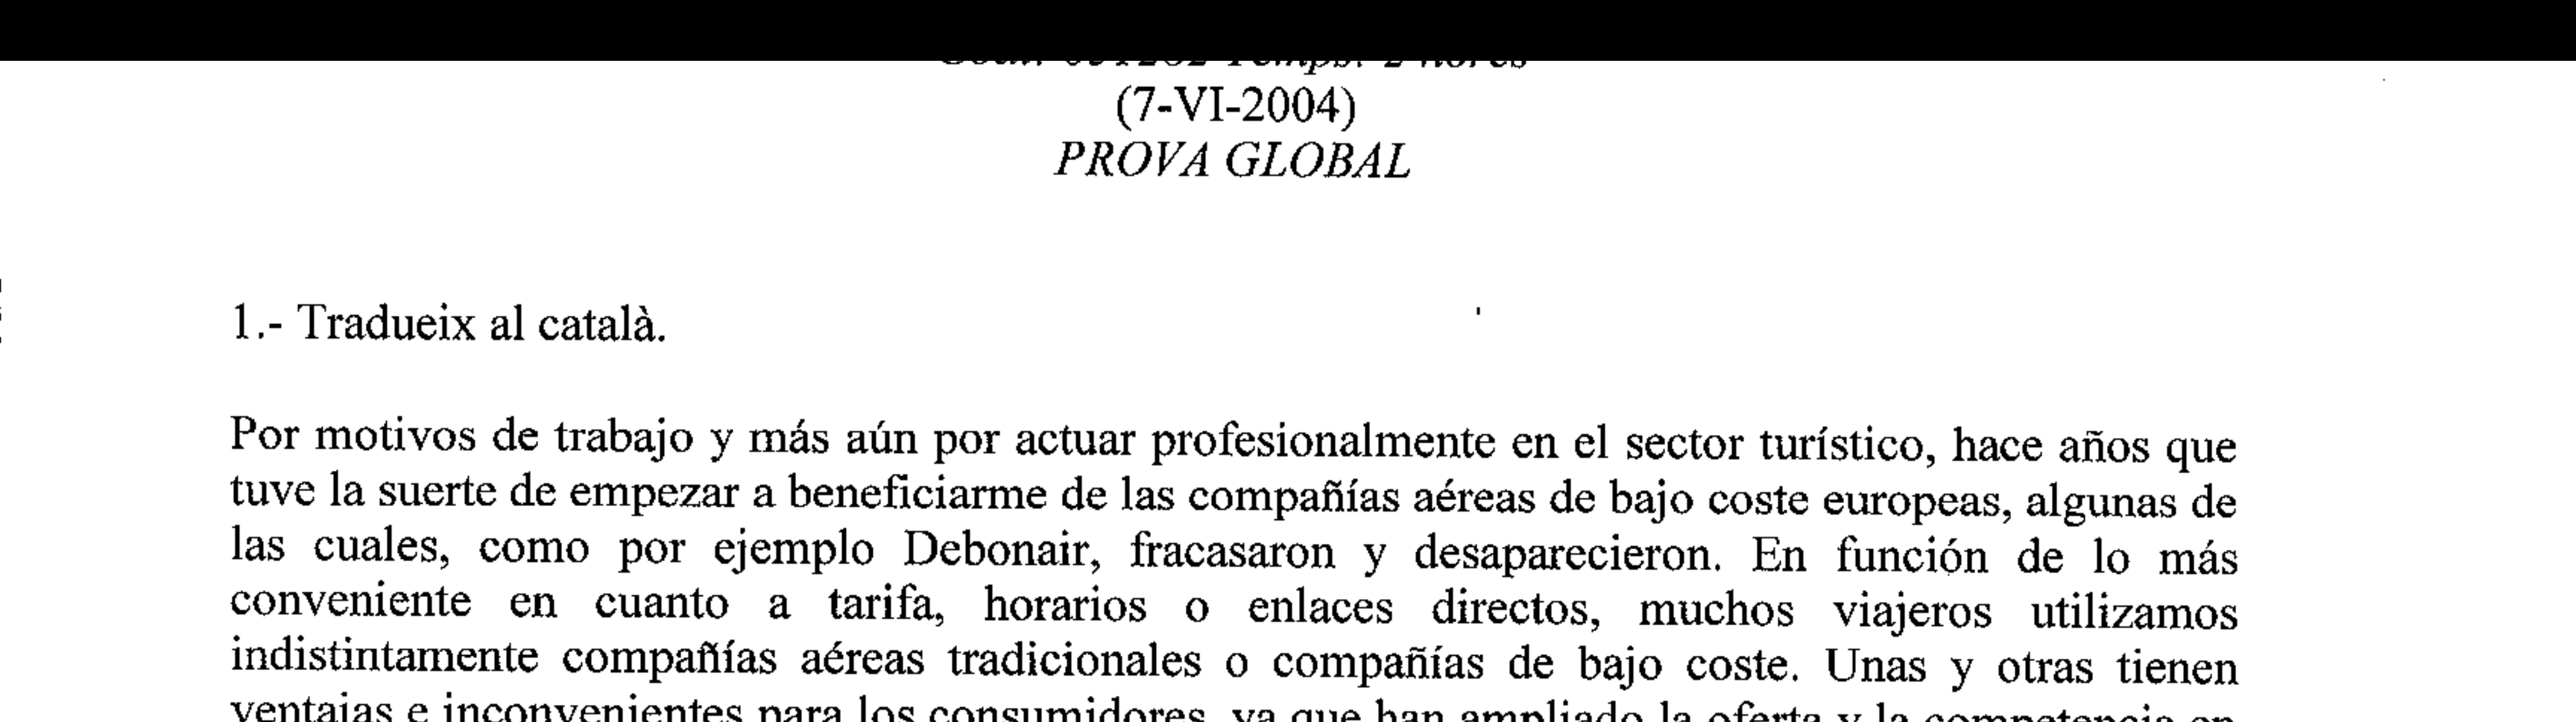 Temps: 2 hores
(7-VI-2004)
PROVA GLOBAL
1.- Tradueix al català.
Por motivos de trabajo y más aún por actuar profesionalmente en el sector turístico, hace años que
tuve la suerte de empezar a beneficiarme de las compañías aéreas de bajo coste europeas, algunas de
las cuales, como por ejemplo Debonair, fracasaron y desaparecieron. En función de lo más
conveniente en cuanto a tarifa, horarios o enlaces directos, muchos viajeros utilizamos
indistintamente compañías aéreas tradicionales o compañías de bajo coste. Unas y otras tienen
ventajas e inconvenientes para los consumidores, ya que han ampliado la oferta y la competencia en